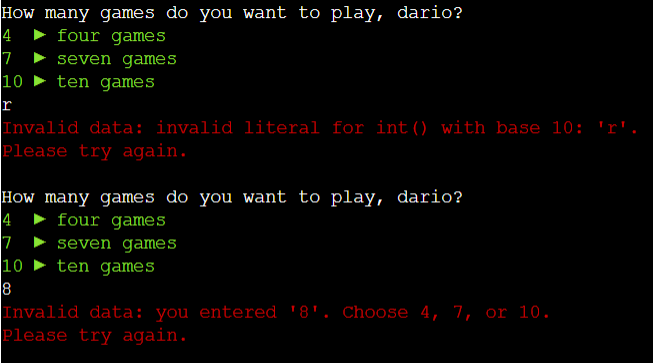 How many games do you want to play, dario?
4  ► four games
7  ► seven games
10 ► ten games
r
Invalid data: invalid literal for int() with base 10: 'r'.
Please try again.

How many games do you want to play, dario?
4  ► four games
7  ► seven games
10 ► ten games
8
Invalid data: you entered '8'. Choose 4, 7, or 10.
Please try again.